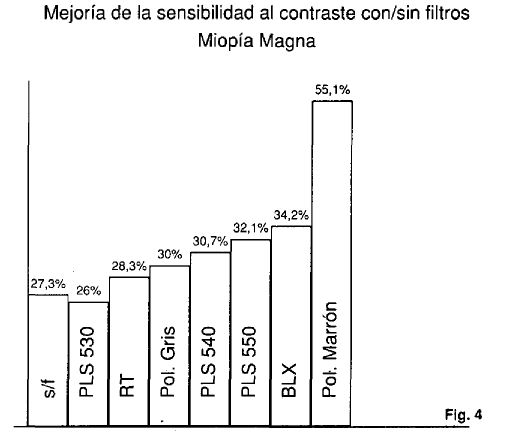 Mejoría de la sensibilidad al contraste con/sin filtros
Miopía Magna
55,1%
34,2%
32,1%
30,7%
30%
28,3%
27,3%
26%
s/f
PLS 530
RT
Pol. Gris
PLS 540
PLS 550
BLX
Pol. Marrón
Fig. 4